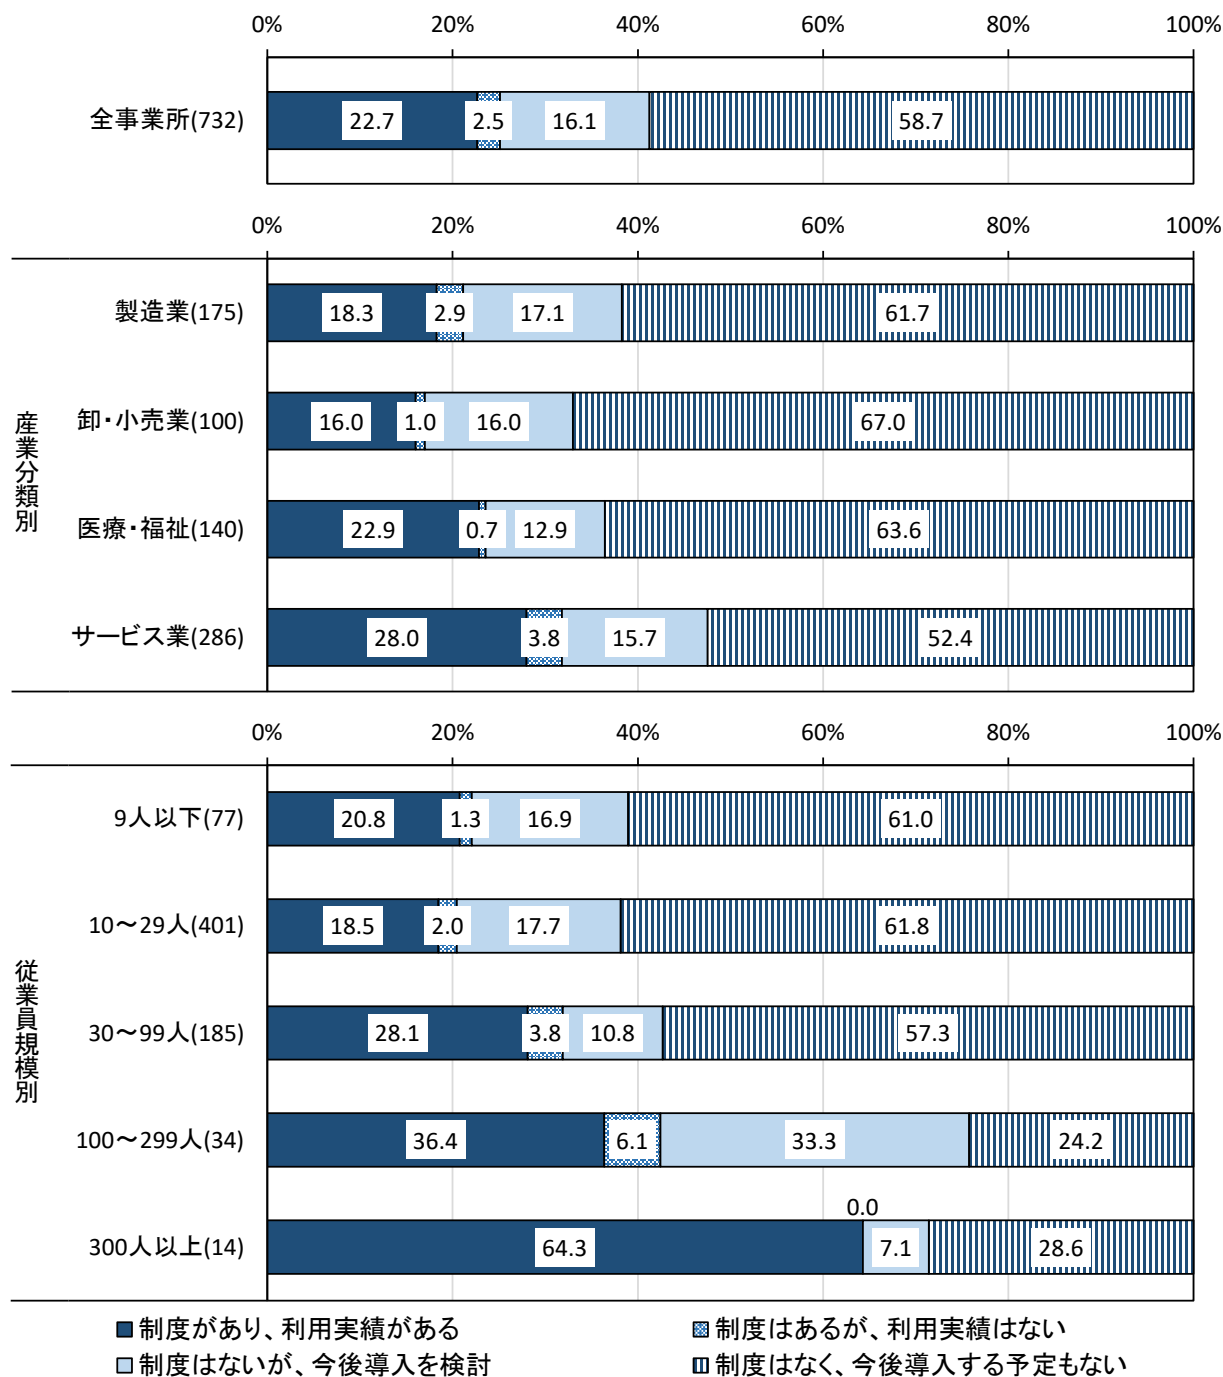 0% 20% 40% 60% 80% 100%
全事業所(732) 22.7 2.5 16.1 58.7
0% 20% 40% 60% 80% 100%
産業分類別
製造業(175) 18.3 2.9 17.1 61.7
卸・小売業(100) 16.0 1.0 16.0 67.0
医療・福祉(140) 22.9 0.7 12.9 63.6
サービス業(286) 28.0 3.8 15.7 52.4
0% 20% 40% 60% 80% 100%
従業員規模別
9人以下(77) 20.8 1.3 16.9 61.0
10〜29人(401) 18.5 2.0 17.7 61.8
30〜99人(185) 28.1 3.8 10.8 57.3
100〜299人(34) 36.4 6.1 33.3 24.2
0.0
300人以上(14) 64.3 7.1 28.6
制度があり、利用実績がある 制度はあるが、利用実績はない
制度はないが、今後導入を検討 制度はなく、今後導入する予定もない